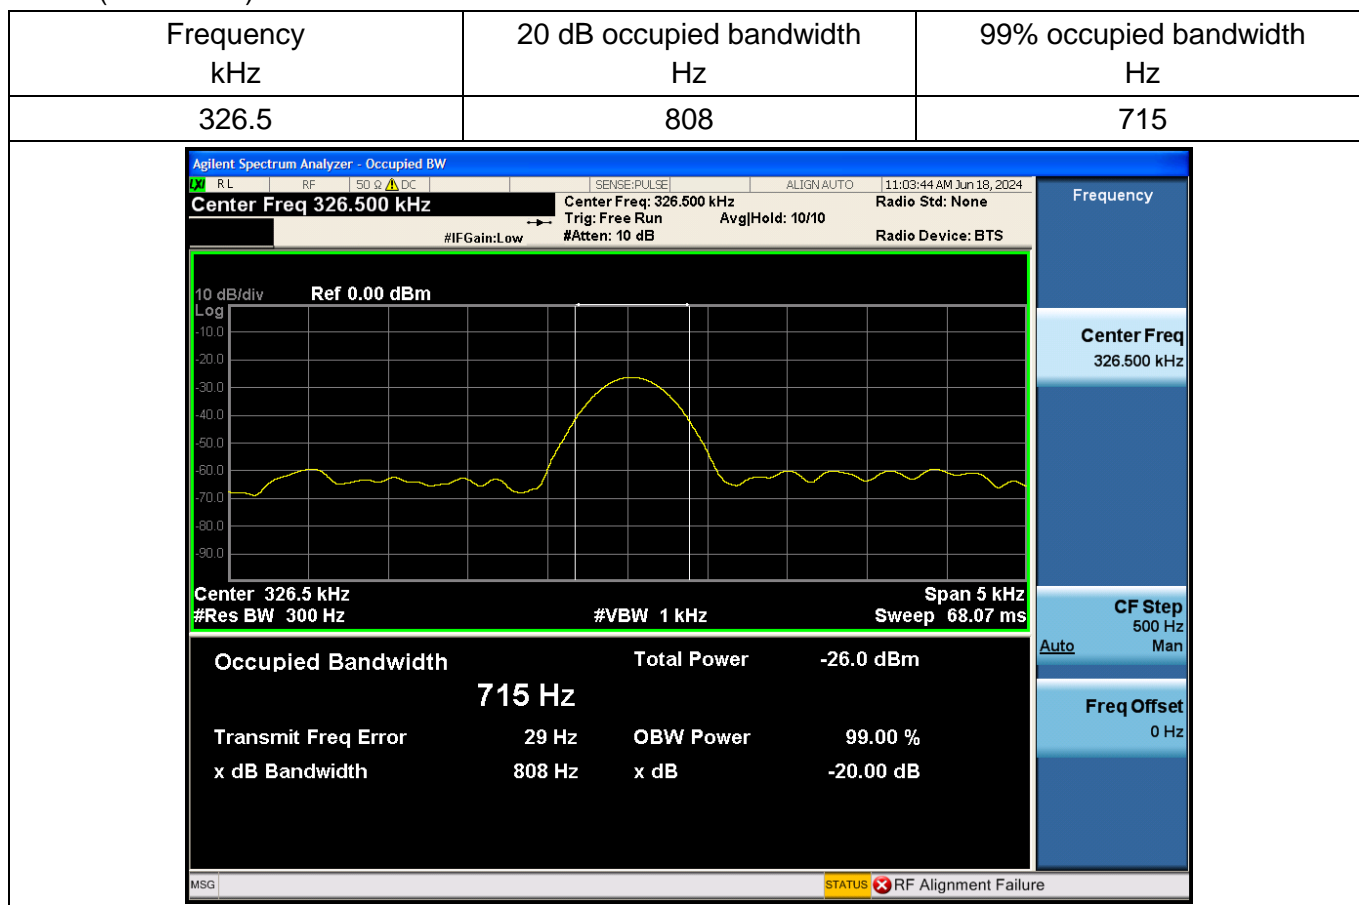 Frequency
kHz
20 dB occupied bandwidth
Hz
99% occupied bandwidth
Hz
326.5
808
715
Agilent Spectrum Analyzer - Occupied BW
LXI RL RF 50 Ω DC SENSE:PULSE ALIGN AUTO 11:03:44 AM Jun 18, 2024
Center Freq 326.500 kHz
Center Freq: 326.500 kHz
Radio Std: None
Trig: Free Run Avg|Hold: 10/10
#IFGain:Low #Atten: 10 dB Radio Device: BTS
10 dB/div Ref 0.00 dBm
Log
-10.0
-20.0
-30.0
-40.0
-50.0
-60.0
-70.0
-80.0
-90.0
Center 326.5 kHz Span 5 kHz
#Res BW 300 Hz #VBW 1 kHz Sweep 68.07 ms
Occupied Bandwidth Total Power -26.0 dBm
715 Hz
Transmit Freq Error 29 Hz OBW Power 99.00 %
x dB Bandwidth 808 Hz x dB -20.00 dB
Frequency
Center Freq
326.500 kHz
CF Step
500 Hz
Auto Man
Freq Offset
0 Hz
MSG STATUS RF Alignment Failure